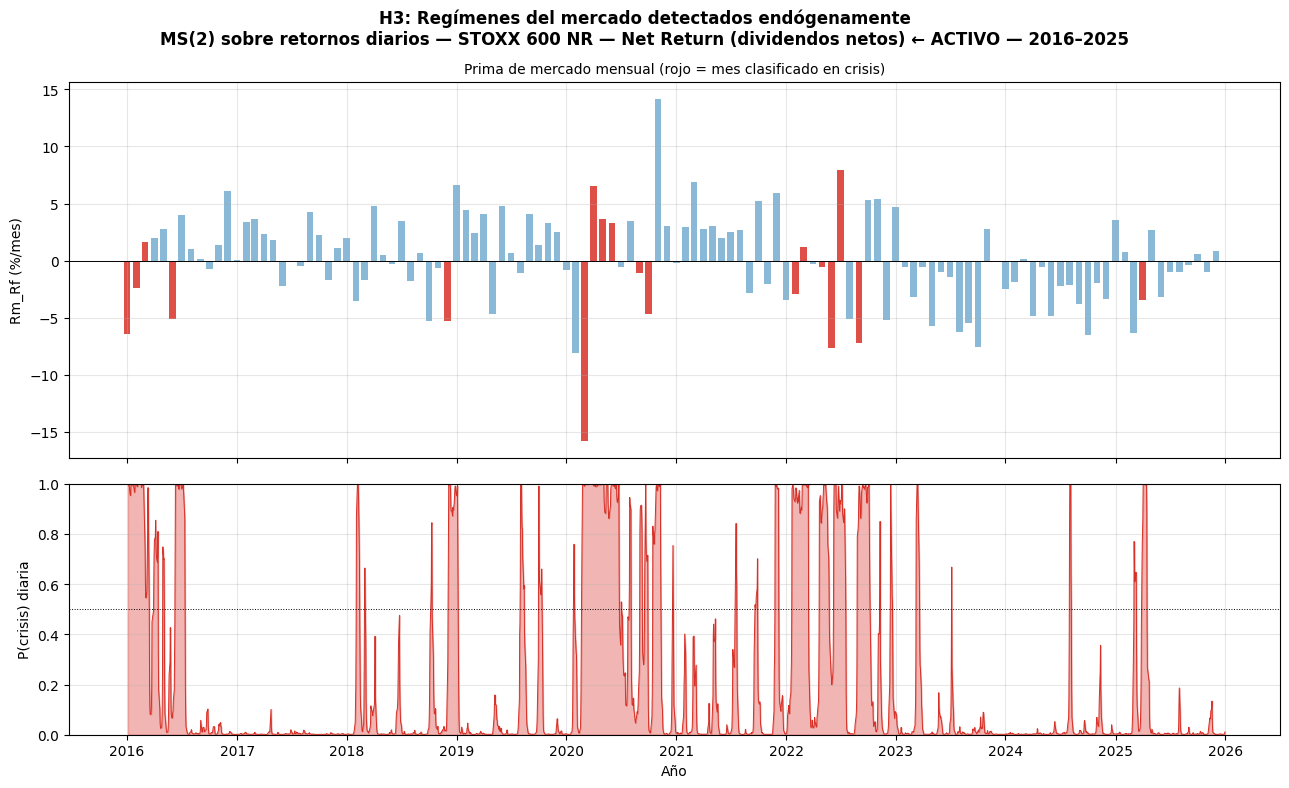 H3: Regímenes del mercado detectados endógenamente
MS(2) sobre retornos diarios — STOXX 600 NR — Net Return (dividendos netos) ← ACTIVO — 2016–2025
Prima de mercado mensual (rojo = mes clasificado en crisis)
15
10
5
0
−5
−10
−15
Rm_Rf (%/mes)
1.0
0.8
0.6
0.4
0.2
0.0
P(crisis) diaria
2016 2017 2018 2019 2020 2021 2022 2023 2024 2025 2026
Año